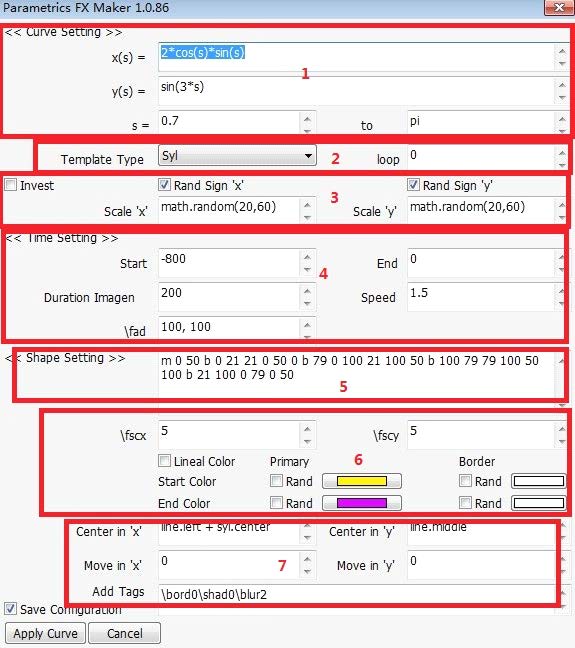 Parametrics FX Maker 1.0.86
<< Curve Setting >>
x(s) = 2*cos(s)*sin(s)
1
y(s) = sin(3*s)
s = 0.7 to pi
Template Type Syl 2 loop 0
Invest Rand Sign 'x' Rand Sign 'y'
Scale 'x' math.random(20,60) 3 Scale 'y' math.random(20,60)
<< Time Setting >>
Start -800 4 End 0
Duration Imagen 200 Speed 1.5
\fad 100, 100
<< Shape Setting >> m 0 50 b 0 21 21 0 50 0 b 79 0 100 21 100 50 b 100 79 79 100 50
100 b 21 100 0 79 0 50
5
\fscx 5 \fscy 5
6
Lineal Color Primary Border
Start Color Rand Rand
End Color Rand Rand
Center in 'x' line.left + syl.center Center in 'y' line.middle
Move in 'x' 0 7 Move in 'y' 0
Add Tags \bord0\shad0\blur2
Save Configuration
Apply Curve Cancel